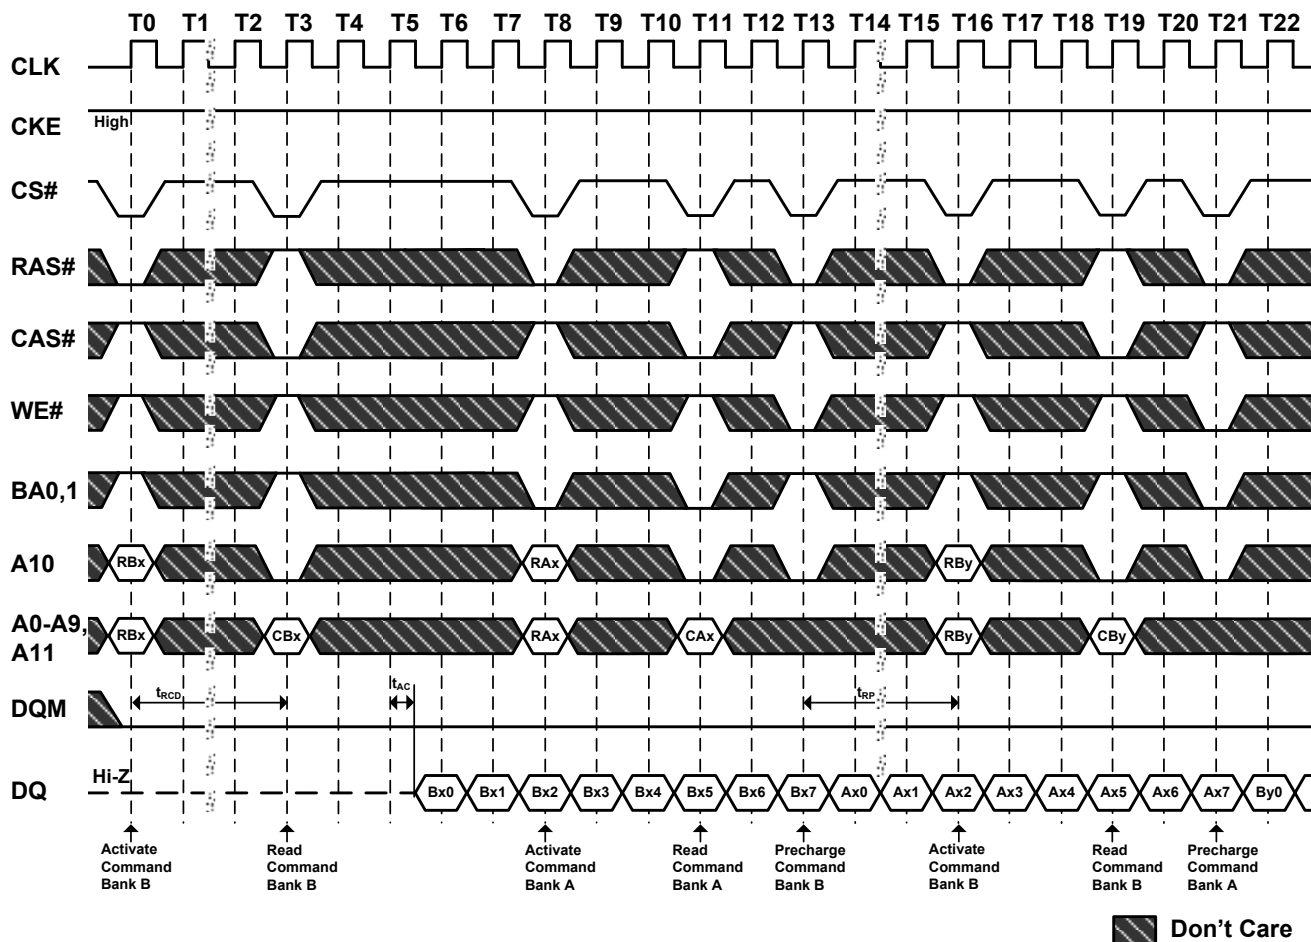 T0 T1 T2 T3 T4 T5 T6 T7 T8 T9 T10 T11 T12 T13 T14 T15 T16 T17 T18 T19 T20 T21 T22
CLK
CKE High
CS#
RAS#
CAS#
WE#
BA0,1
A10 RBx RAx RBy
A0-A9,
A11 RBx CBx RAx CAx RBy CBy
DQM tRCD tAC tRP
Hi-Z
DQ Bx0 Bx1 Bx2 Bx3 Bx4 Bx5 Bx6 Bx7 Ax0 Ax1 Ax2 Ax3 Ax4 Ax5 Ax6 Ax7 By0
Activate
Command
Bank B
Read
Command
Bank B
Activate
Command
Bank A
Read
Command
Bank A
Precharge
Command
Bank B
Activate
Command
Bank B
Read
Command
Bank B
Precharge
Command
Bank A
Don't Care